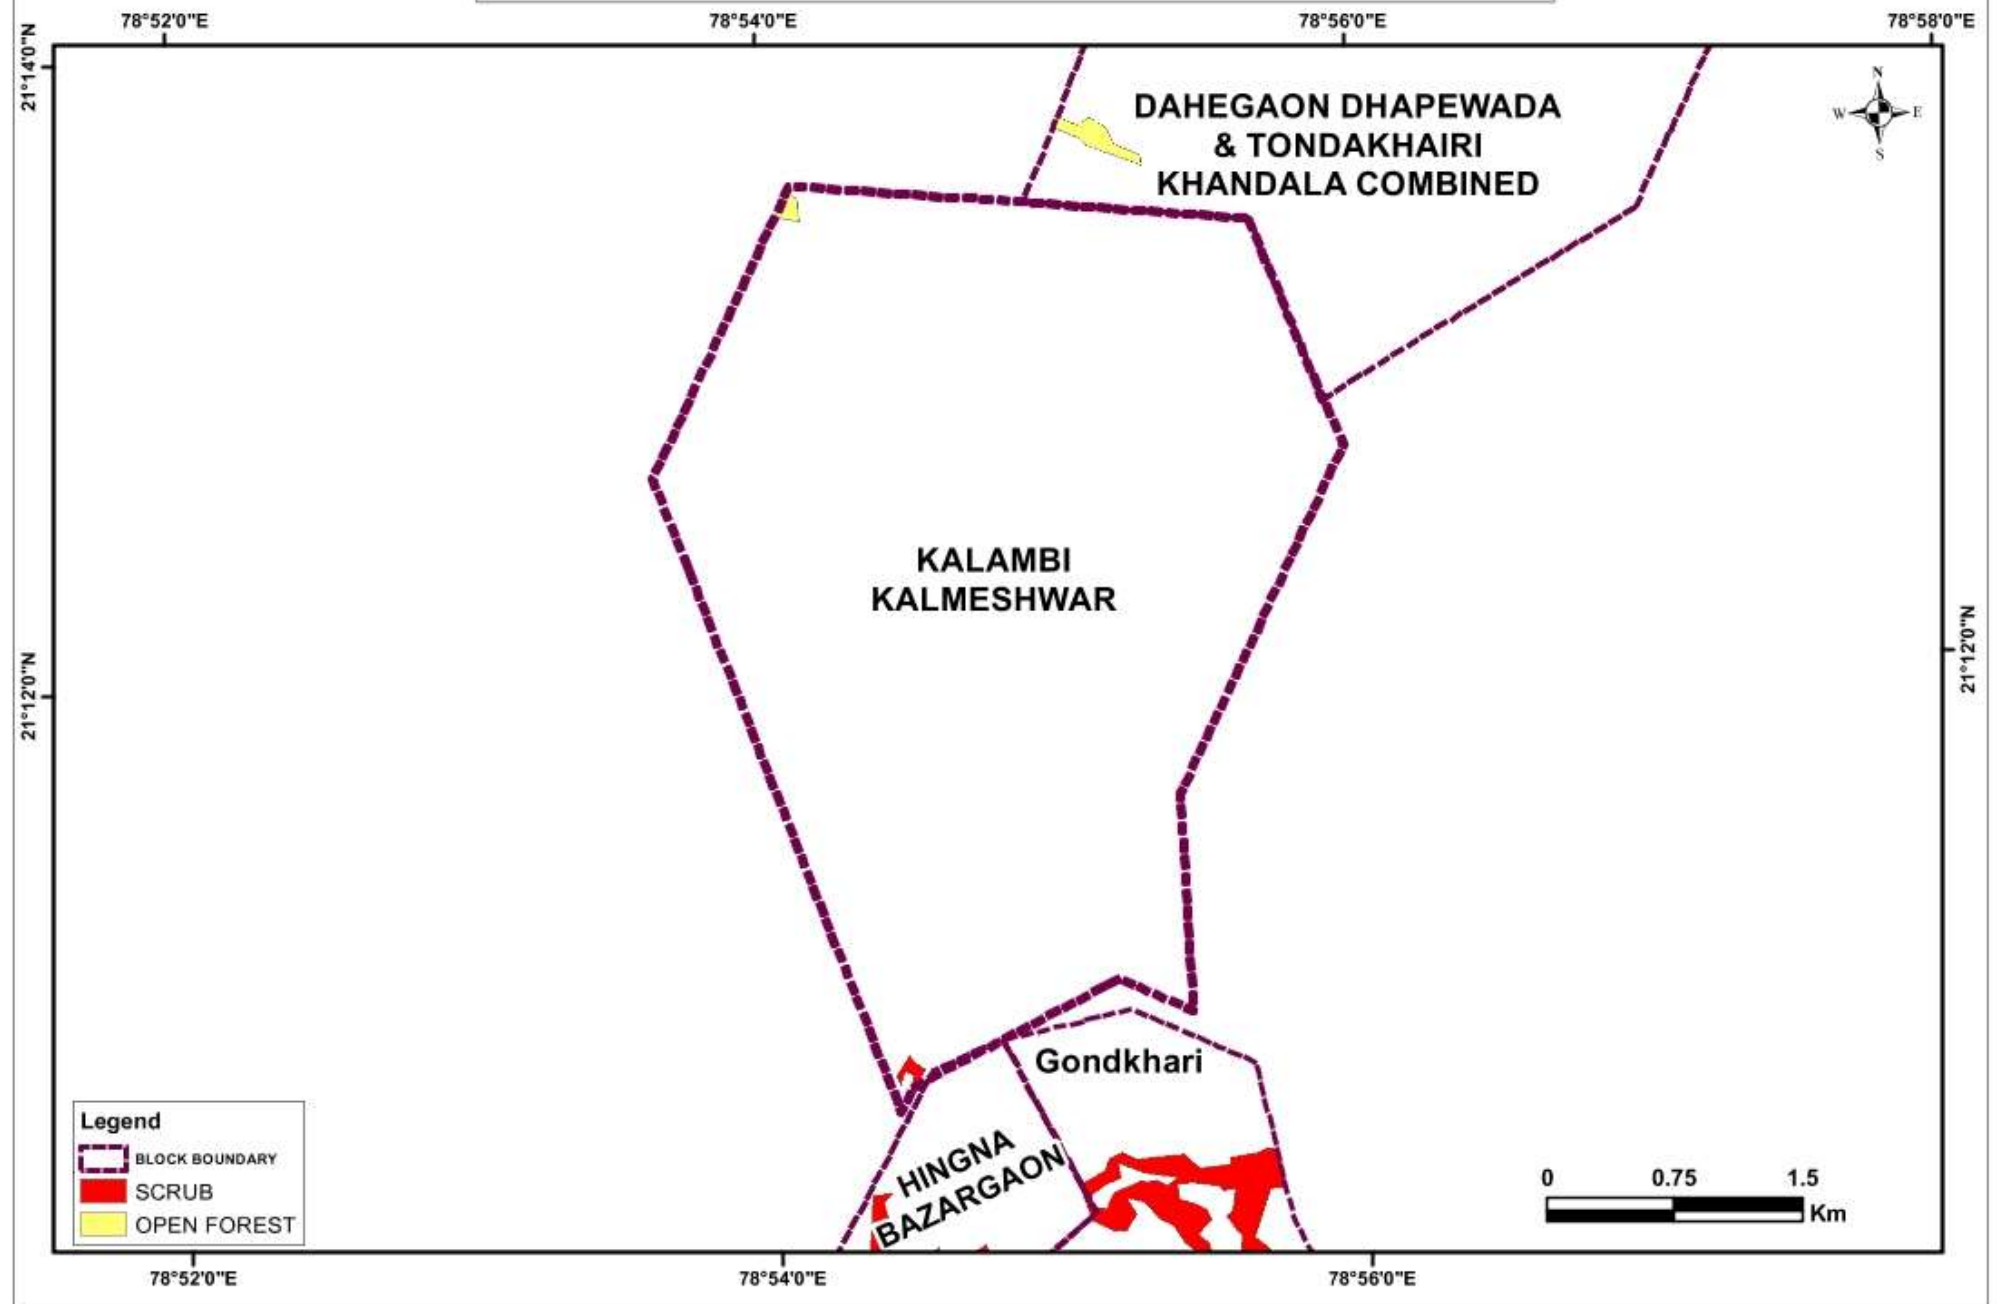 78°52'0"E
78°54'0"E
78°56'0"E
78°58'0"E
21°14'0"N
N
W
E
S
DAHEGAON DHAPEWADA
& TONDAKHAIRI
KHANDALA COMBINED
KALAMBI
KALMESHWAR
21°12'0"N
21°12'0"N
Gondkhari
HINGNA
BAZARGAON
Legend
BLOCK BOUNDARY
SCRUB
OPEN FOREST
0 0.75 1.5
Km
78°52'0"E
78°54'0"E
78°56'0"E